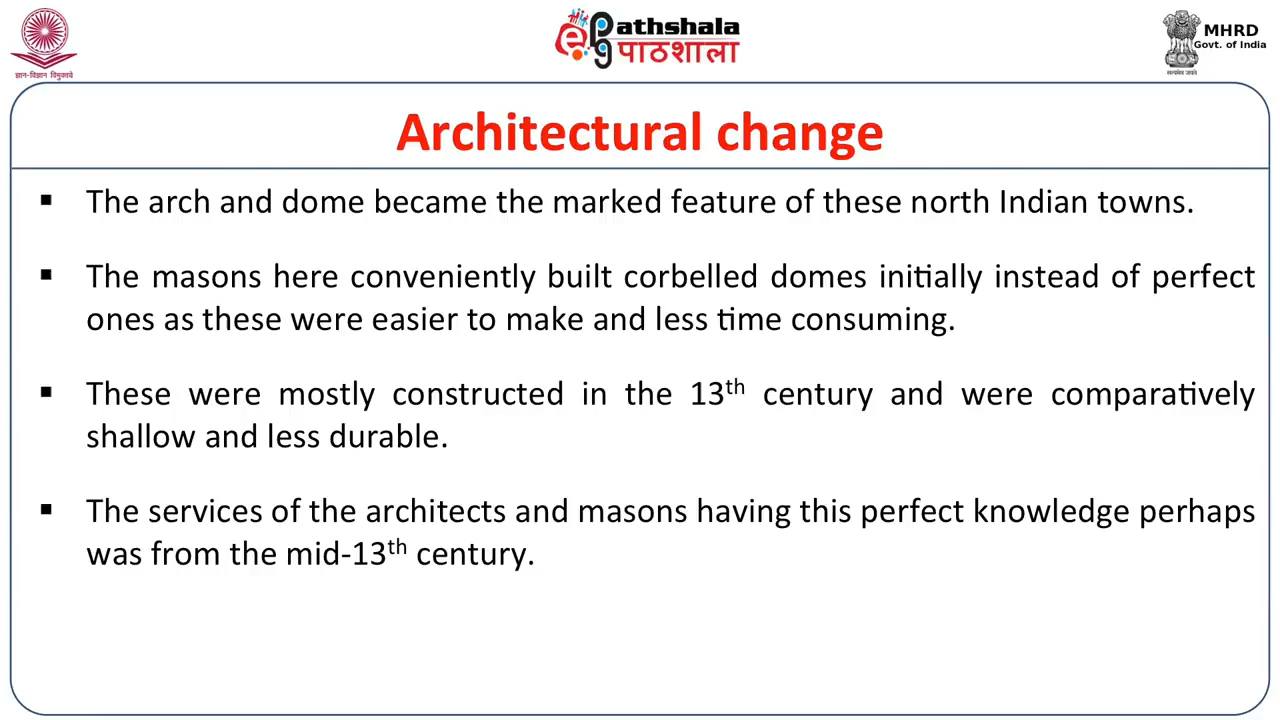 ज्ञान-विज्ञान विमुक्तये
e Pathshala
पाठशाला
MHRD
Govt. of India
सत्यमेव जयते
Architectural change
▪ The arch and dome became the marked feature of these north Indian towns.
▪ The masons here conveniently built corbelled domes initially instead of perfect
ones as these were easier to make and less time consuming.
▪ These were mostly constructed in the 13th century and were comparatively
shallow and less durable.
▪ The services of the architects and masons having this perfect knowledge perhaps
was from the mid-13th century.